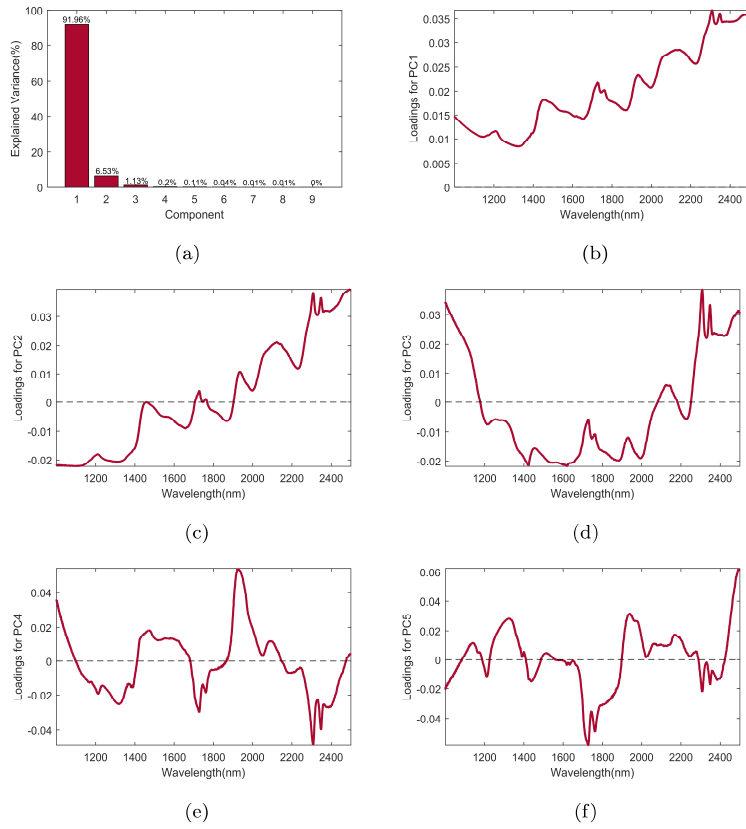 100
80
60
40
20
0
91.96%
6.53%
1.13%
0.2%
0.11%
0.04%
0.01%
0.01%
0%
1 2 3 4 5 6 7 8 9
Explained Variance(%)
Component
(a)
0.035
0.03
0.025
0.02
0.015
0.01
0.005
0
1200 1400 1600 1800 2000 2200 2400
Loadings for PC1
Wavelength(nm)
(b)
0.03
0.02
0.01
0
-0.01
-0.02
1200 1400 1600 1800 2000 2200 2400
Loadings for PC2
Wavelength(nm)
(c)
0.03
0.02
0.01
0
-0.01
-0.02
1200 1400 1600 1800 2000 2200 2400
Loadings for PC3
Wavelength(nm)
(d)
0.04
0.02
0
-0.02
-0.04
1200 1400 1600 1800 2000 2200 2400
Loadings for PC4
Wavelength(nm)
(e)
0.06
0.04
0.02
0
-0.02
-0.04
1200 1400 1600 1800 2000 2200 2400
Loadings for PC5
Wavelength(nm)
(f)